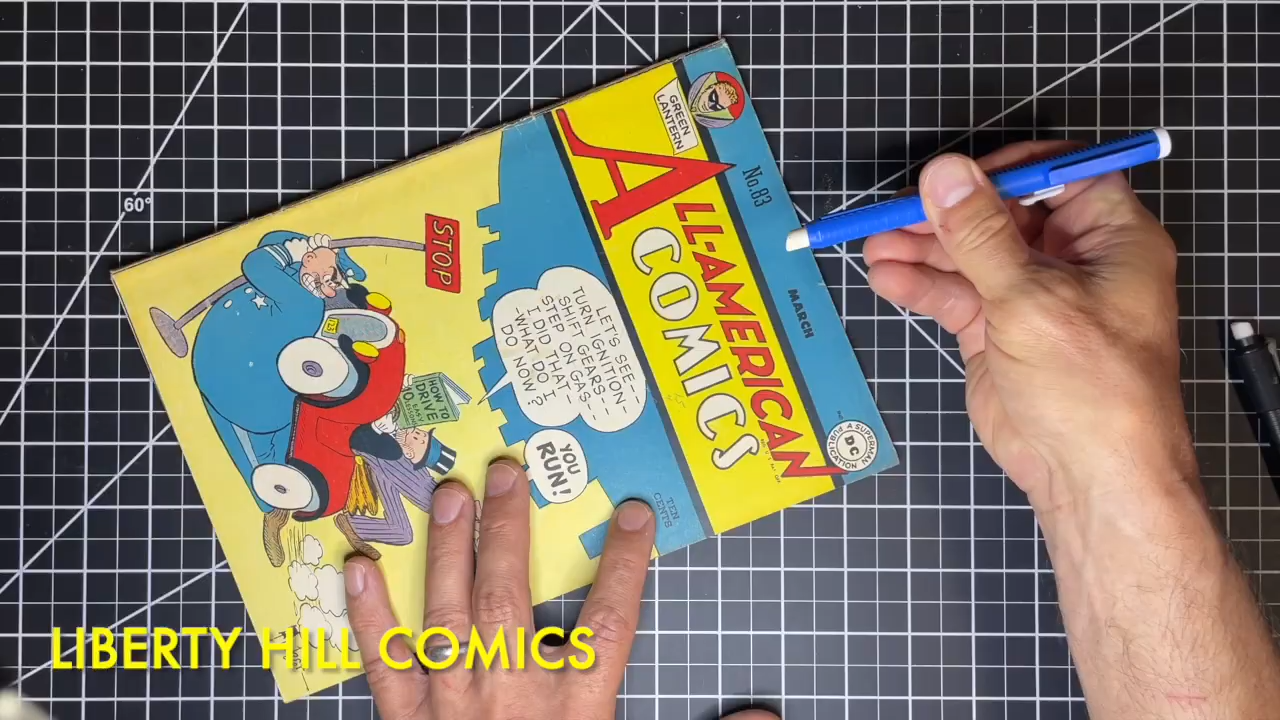 60°
GREEN
LANTERN
No.83
MARCH
ALL-AMERICAN
COMICS
A SUPERMAN
DC
PUBLICATION
TEN
CENTS
STOP
LET'S SEE--
TURN IGNITION-
SHIFT GEARS--
STEP ON GAS--
I DID THAT-
-WHAT DO I
DO NOW?
YOU
RUN!
HOW TO
DRIVE
10
LIBERTY HILL COMICS